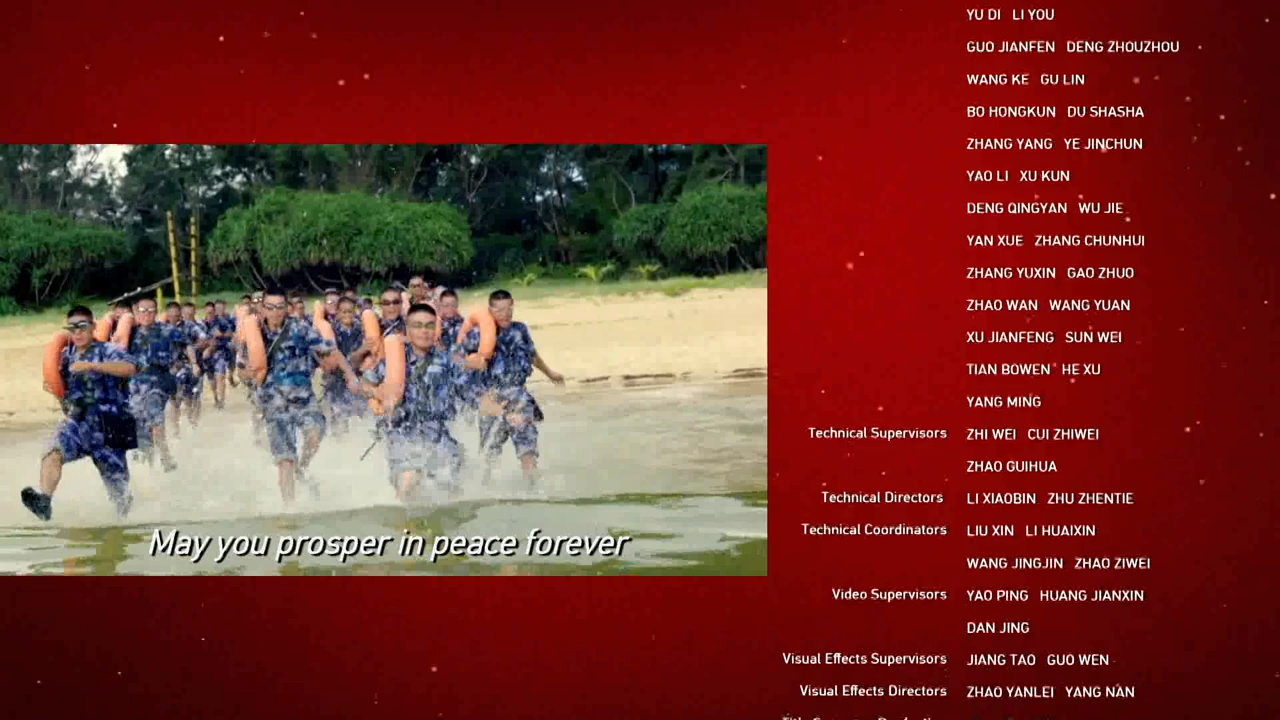 YU DI LI YOU
GUO JIANFEN DENG ZHOUZHOU
WANG KE GU LIN
BO HONGKUN DU SHASHA
ZHANG YANG YE JINCHUN
YAO LI XU KUN
DENG QINGYAN WU JIE
YAN XUE ZHANG CHUNHUI
ZHANG YUXIN GAO ZHUO
ZHAO WAN WANG YUAN
XU JIANFENG SUN WEI
TIAN BOWEN HE XU
YANG MING
Technical Supervisors ZHI WEI CUI ZHIWEI
ZHAO GUIHUA
Technical Directors LI XIAOBIN ZHU ZHENTIE
Technical Coordinators LIU XIN LI HUAIXIN
WANG JINGJIN ZHAO ZIWEI
Video Supervisors YAO PING HUANG JIANXIN
DAN JING
Visual Effects Supervisors JIANG TAO GUO WEN
Visual Effects Directors ZHAO YANLEI YANG NAN
May you prosper in peace forever